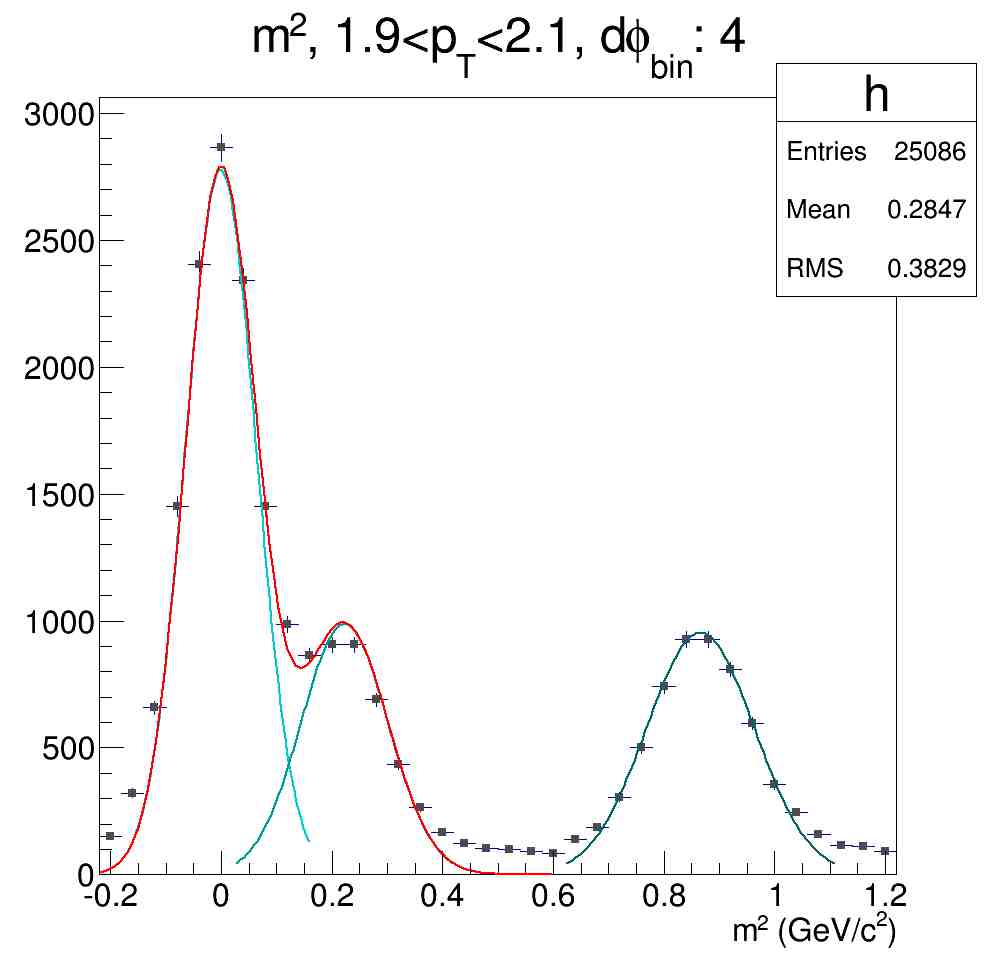 m², 1.9<p_T<2.1, dϕ_bin: 4
h
Entries 25086
Mean 0.2847
RMS 0.3829
3000
2500
2000
1500
1000
500
0
-0.2 0 0.2 0.4 0.6 0.8 1 1.2
m² (GeV/c²)